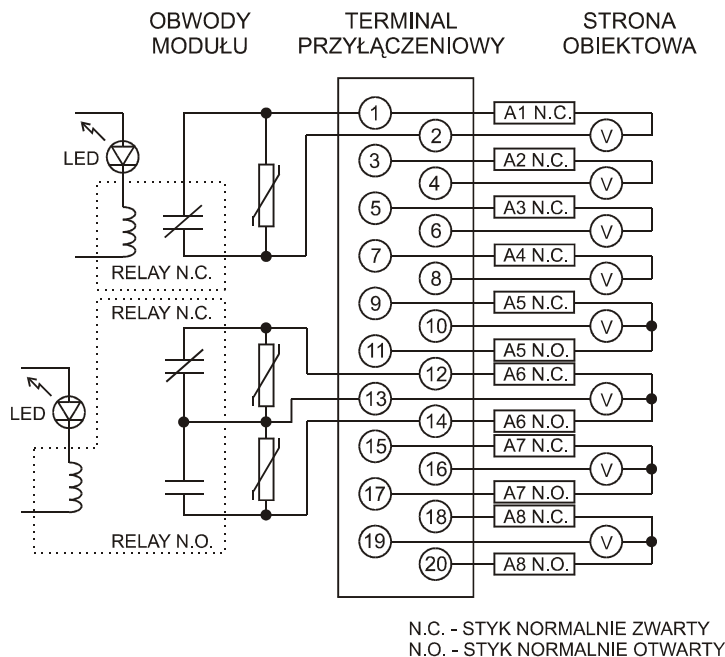 OBWODY
MODUŁU
TERMINAL
PRZYŁĄCZENIOWY
STRONA
OBIEKTOWA
LED
RELAY N.C.
RELAY N.C.
LED
RELAY N.O.
1 A1 N.C.
2 V
3 A2 N.C.
4 V
5 A3 N.C.
6 V
7 A4 N.C.
8 V
9 A5 N.C.
10 V
11 A5 N.O.
12 A6 N.C.
13 V
14 A6 N.O.
15 A7 N.C.
16 V
17 A7 N.O.
18 A8 N.C.
19 V
20 A8 N.O.
N.C. - STYK NORMALNIE ZWARTY
N.O. - STYK NORMALNIE OTWARTY